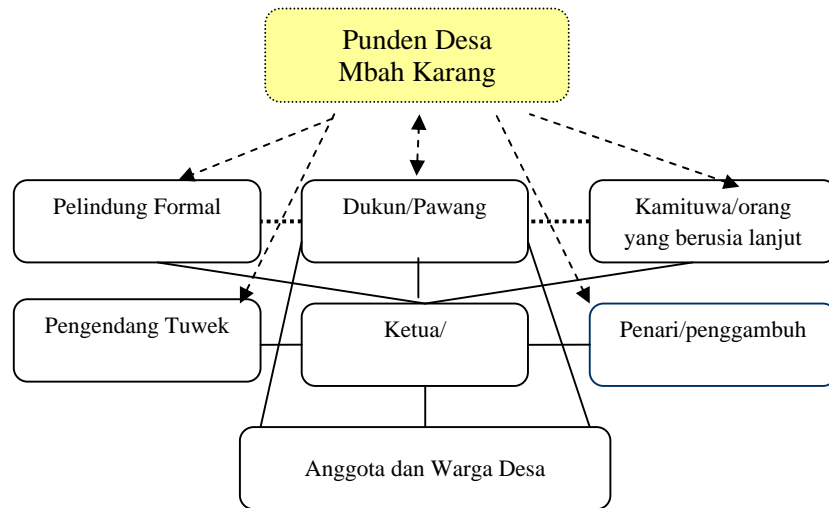 Punden Desa
Mbah Karang
Pelindung Formal
Dukun/Pawang
Kamituwa/orang
yang berusia lanjut
Pengendang Tuwek
Ketua/
Penari/penggambuh
Anggota dan Warga Desa